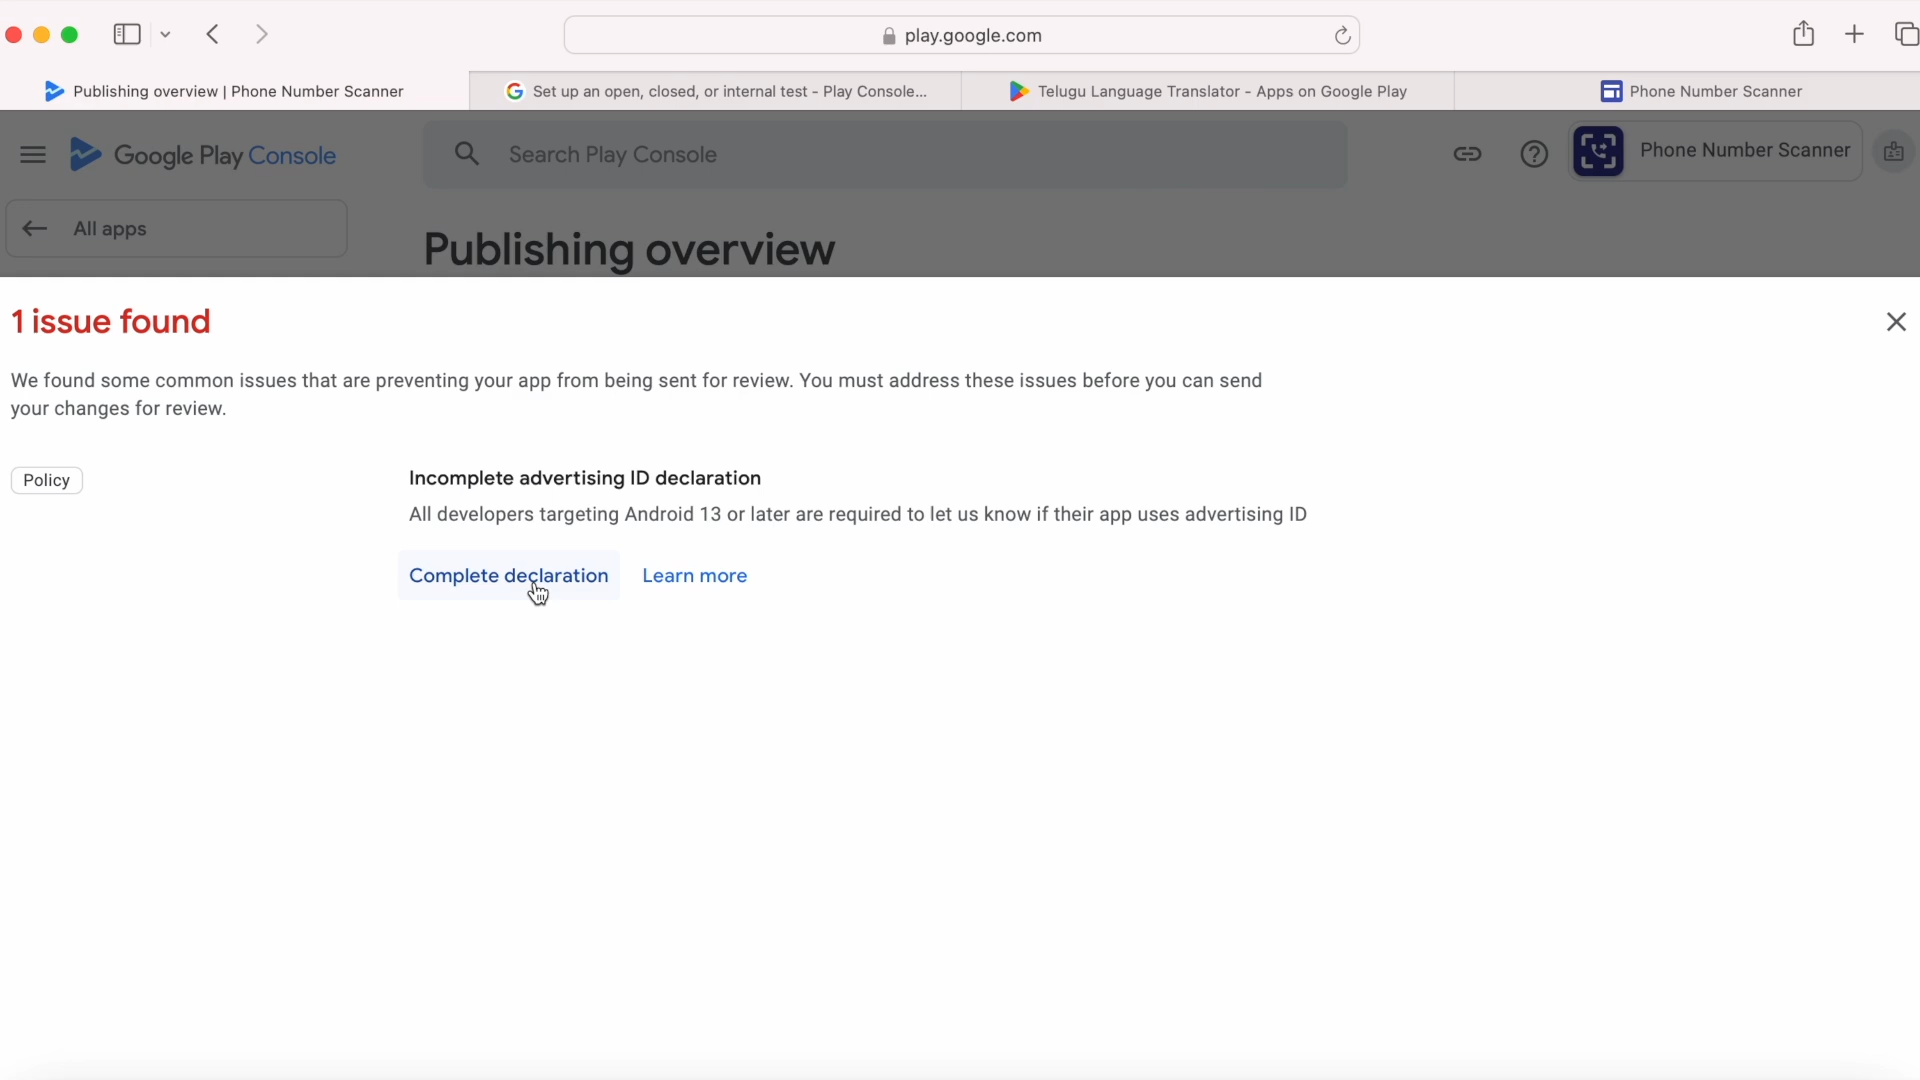 play.google.com
Publishing overview | Phone Number Scanner
Set up an open, closed, or internal test - Play Console...
Telugu Language Translator - Apps on Google Play
Phone Number Scanner
Google Play Console
Search Play Console
Phone Number Scanner
All apps
Publishing overview
1 issue found
We found some common issues that are preventing your app from being sent for review. You must address these issues before you can send
your changes for review.
Policy
Incomplete advertising ID declaration
All developers targeting Android 13 or later are required to let us know if their app uses advertising ID
Complete declaration
Learn more